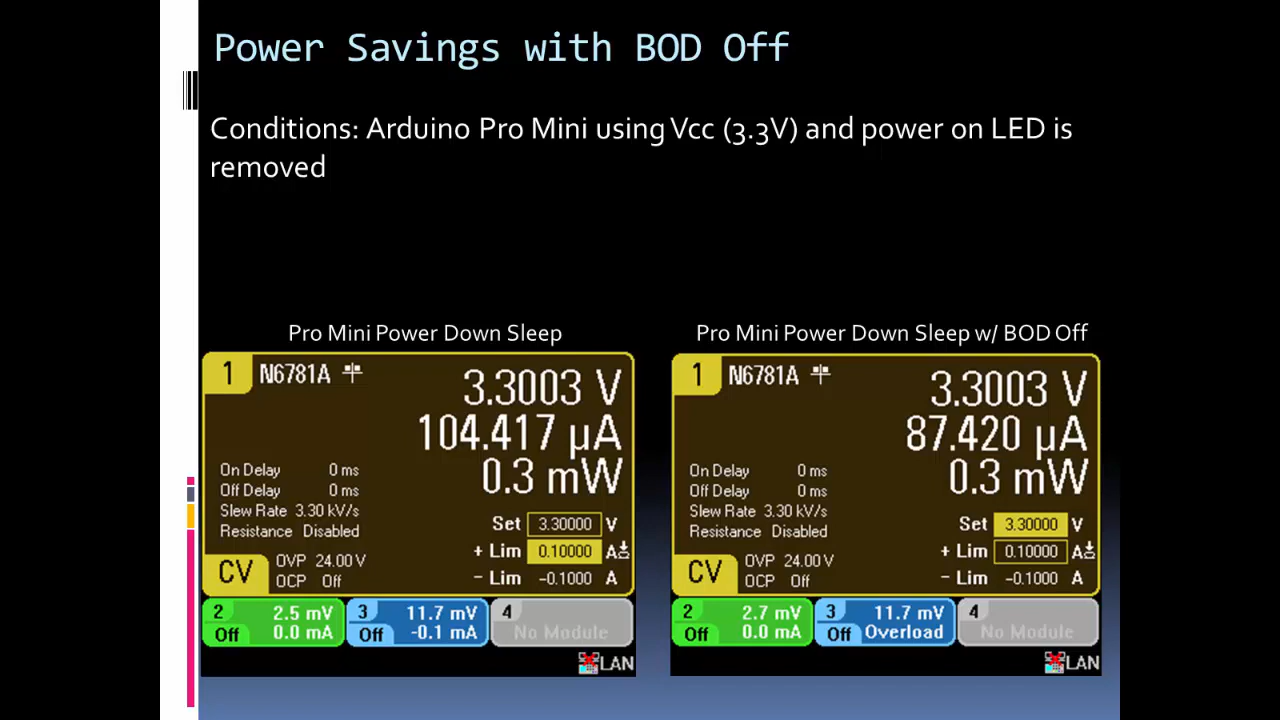 Power Savings with BOD Off
Conditions: Arduino Pro Mini using Vcc (3.3V) and power on LED is
removed
Pro Mini Power Down Sleep
1 N6781A
3.3003 V
104.417 µA
0.3 mW
On Delay 0 ms
Off Delay 0 ms
Slew Rate 3.30 kV/s
Resistance Disabled
Set 3.30000 V
+ Lim 0.10000 A
- Lim -0.1000 A
CV
OVP 24.00 V
OCP Off
2 2.5 mV
Off 0.0 mA
3 11.7 mV
Off -0.1 mA
4
No Module
LAN
Pro Mini Power Down Sleep w/ BOD Off
1 N6781A
3.3003 V
87.420 µA
0.3 mW
On Delay 0 ms
Off Delay 0 ms
Slew Rate 3.30 kV/s
Resistance Disabled
Set 3.30000 V
+ Lim 0.10000 A
- Lim -0.1000 A
CV
OVP 24.00 V
OCP Off
2 2.7 mV
Off 0.0 mA
3 11.7 mV
Off Overload
4
No Module
LAN